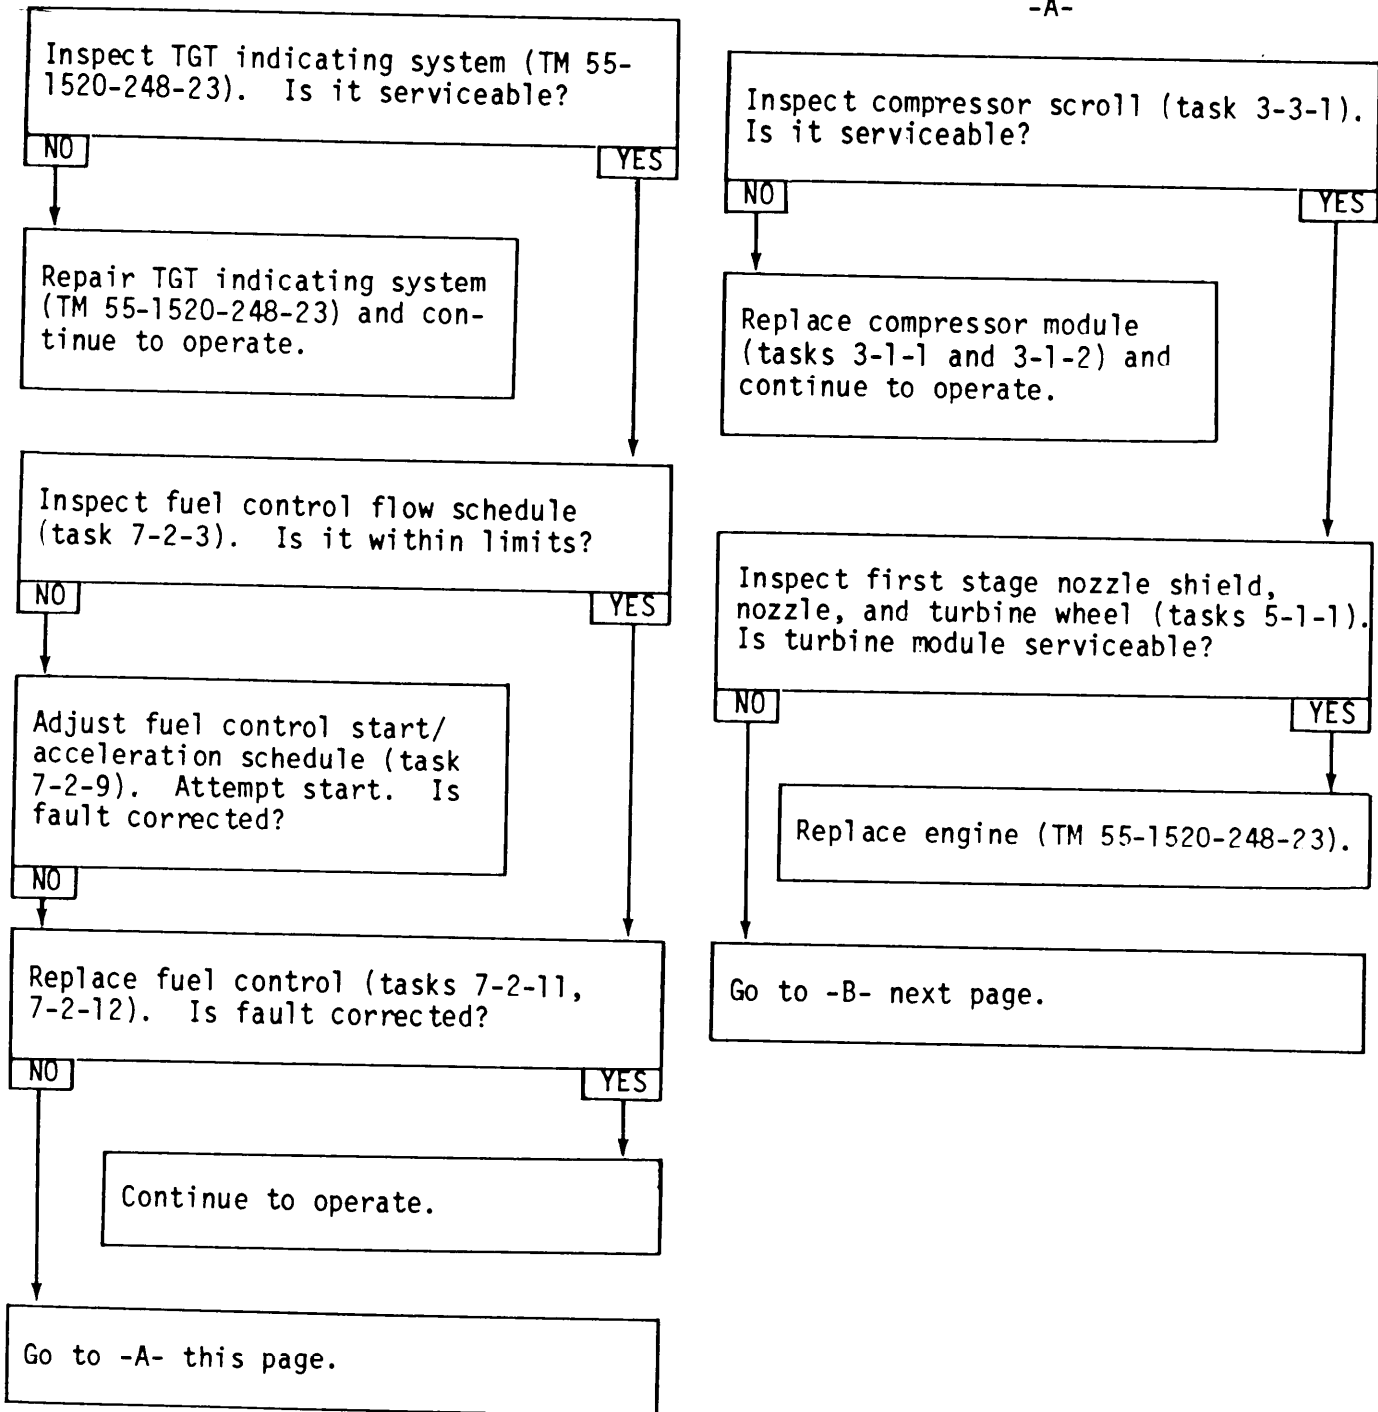 Inspect TGT indicating system (TM 55-
1520-248-23). Is it serviceable?
NO
YES
Repair TGT indicating system
(TM 55-1520-248-23) and con-
tinue to operate.
Inspect fuel control flow schedule
(task 7-2-3). Is it within limits?
NO
YES
Adjust fuel control start/
acceleration schedule (task
7-2-9). Attempt start. Is
fault corrected?
NO
Replace fuel control (tasks 7-2-11,
7-2-12). Is fault corrected?
NO
YES
Continue to operate.
Go to -A- this page.
-A-
Inspect compressor scroll (task 3-3-1).
Is it serviceable?
NO
YES
Replace compressor module
(tasks 3-1-1 and 3-1-2) and
continue to operate.
Inspect first stage nozzle shield,
nozzle, and turbine wheel (tasks 5-1-1).
Is turbine module serviceable?
NO
YES
Replace engine (TM 55-1520-248-23).
Go to -B- next page.